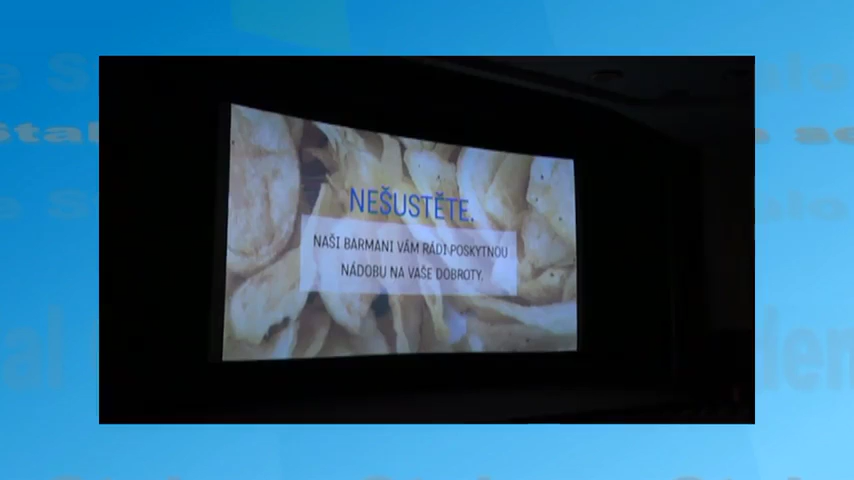 NEŠUSTĚTE.
NAŠI BARMANI VÁM RÁDI POSKYTNOU
NÁDOBU NA VAŠE DOBROTY.